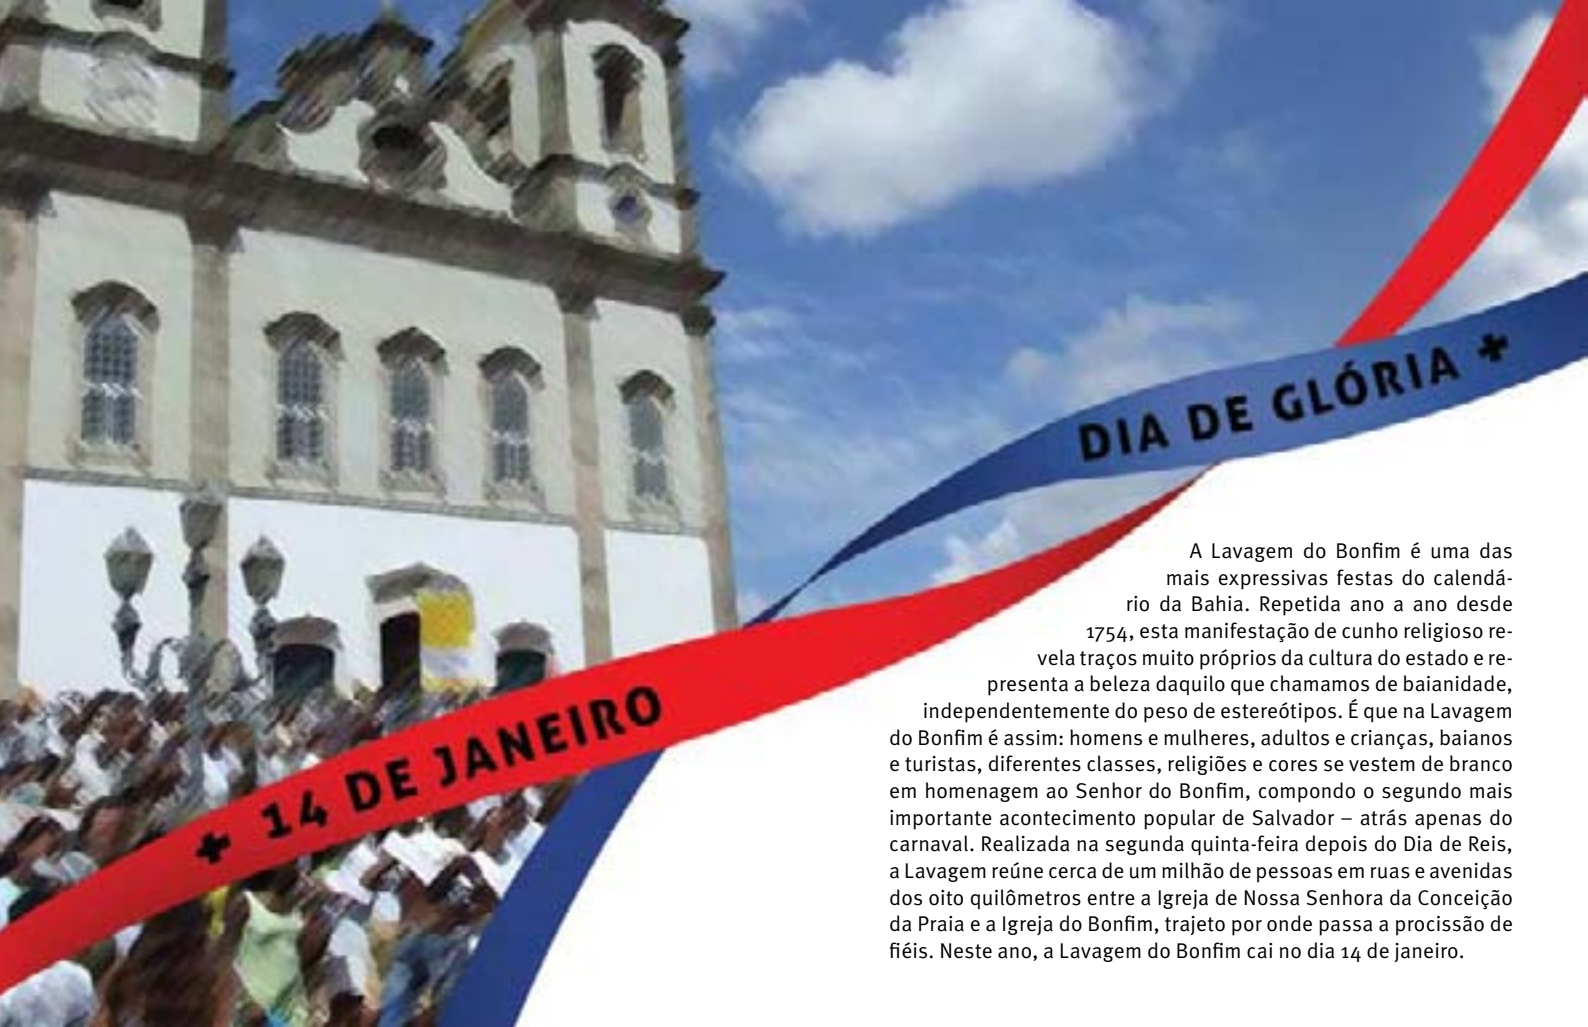 DIA DE GLÓRIA +
+ 14 DE JANEIRO
A Lavagem do Bonfim é uma das
mais expressivas festas do calendá-
rio da Bahia. Repetida ano a ano desde
1754, esta manifestação de cunho religioso re-
vela traços muito próprios da cultura do estado e re-
presenta a beleza daquilo que chamamos de baianidade,
independentemente do peso de estereótipos. É que na Lavagem
do Bonfim é assim: homens e mulheres, adultos e crianças, baianos
e turistas, diferentes classes, religiões e cores se vestem de branco
em homenagem ao Senhor do Bonfim, compondo o segundo mais
importante acontecimento popular de Salvador – atrás apenas do
carnaval. Realizada na segunda quinta-feira depois do Dia de Reis,
a Lavagem reúne cerca de um milhão de pessoas em ruas e avenidas
dos oito quilômetros entre a Igreja de Nossa Senhora da Conceição
da Praia e a Igreja do Bonfim, trajeto por onde passa a procissão de
fiéis. Neste ano, a Lavagem do Bonfim cai no dia 14 de janeiro.